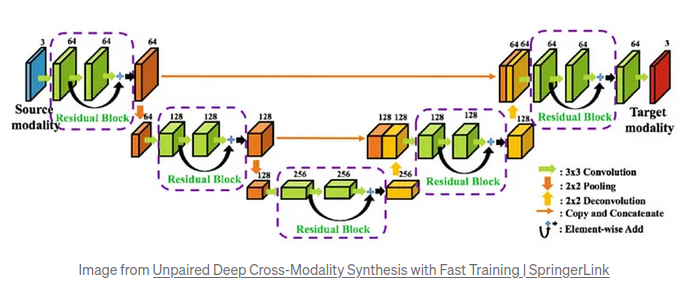 3 64 64 64 64 64 64 64 64 3
Source
modality
Residual Block
Residual Block
Target
modality
64 128 128 128 128 128 128 128 128
Residual Block
Residual Block
128 256 256 256
Residual Block
: 3x3 Convolution
: 2x2 Pooling
: 2x2 Deconvolution
: Copy and Concatenate
: Element-wise Add
Image from Unpaired Deep Cross-Modality Synthesis with Fast Training | SpringerLink